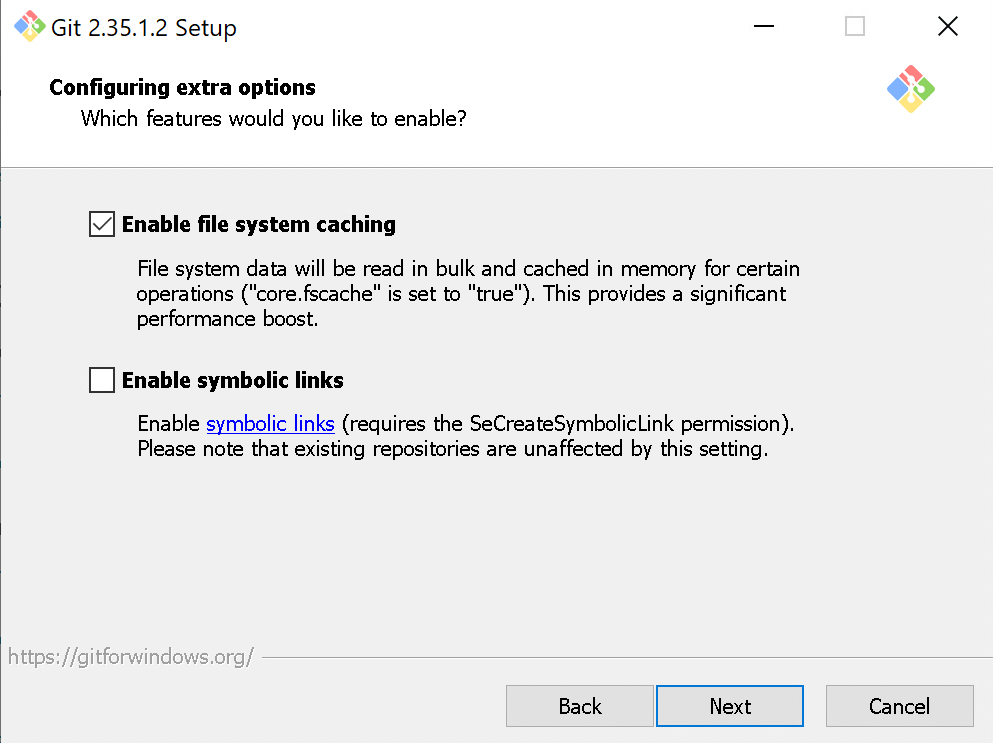 Git 2.35.1.2 Setup
Configuring extra options
Which features would you like to enable?
Enable file system caching
File system data will be read in bulk and cached in memory for certain
operations ("core.fscache" is set to "true"). This provides a significant
performance boost.
Enable symbolic links
Enable symbolic links (requires the SeCreateSymbolicLink permission).
Please note that existing repositories are unaffected by this setting.
https://gitforwindows.org/
Back Next Cancel